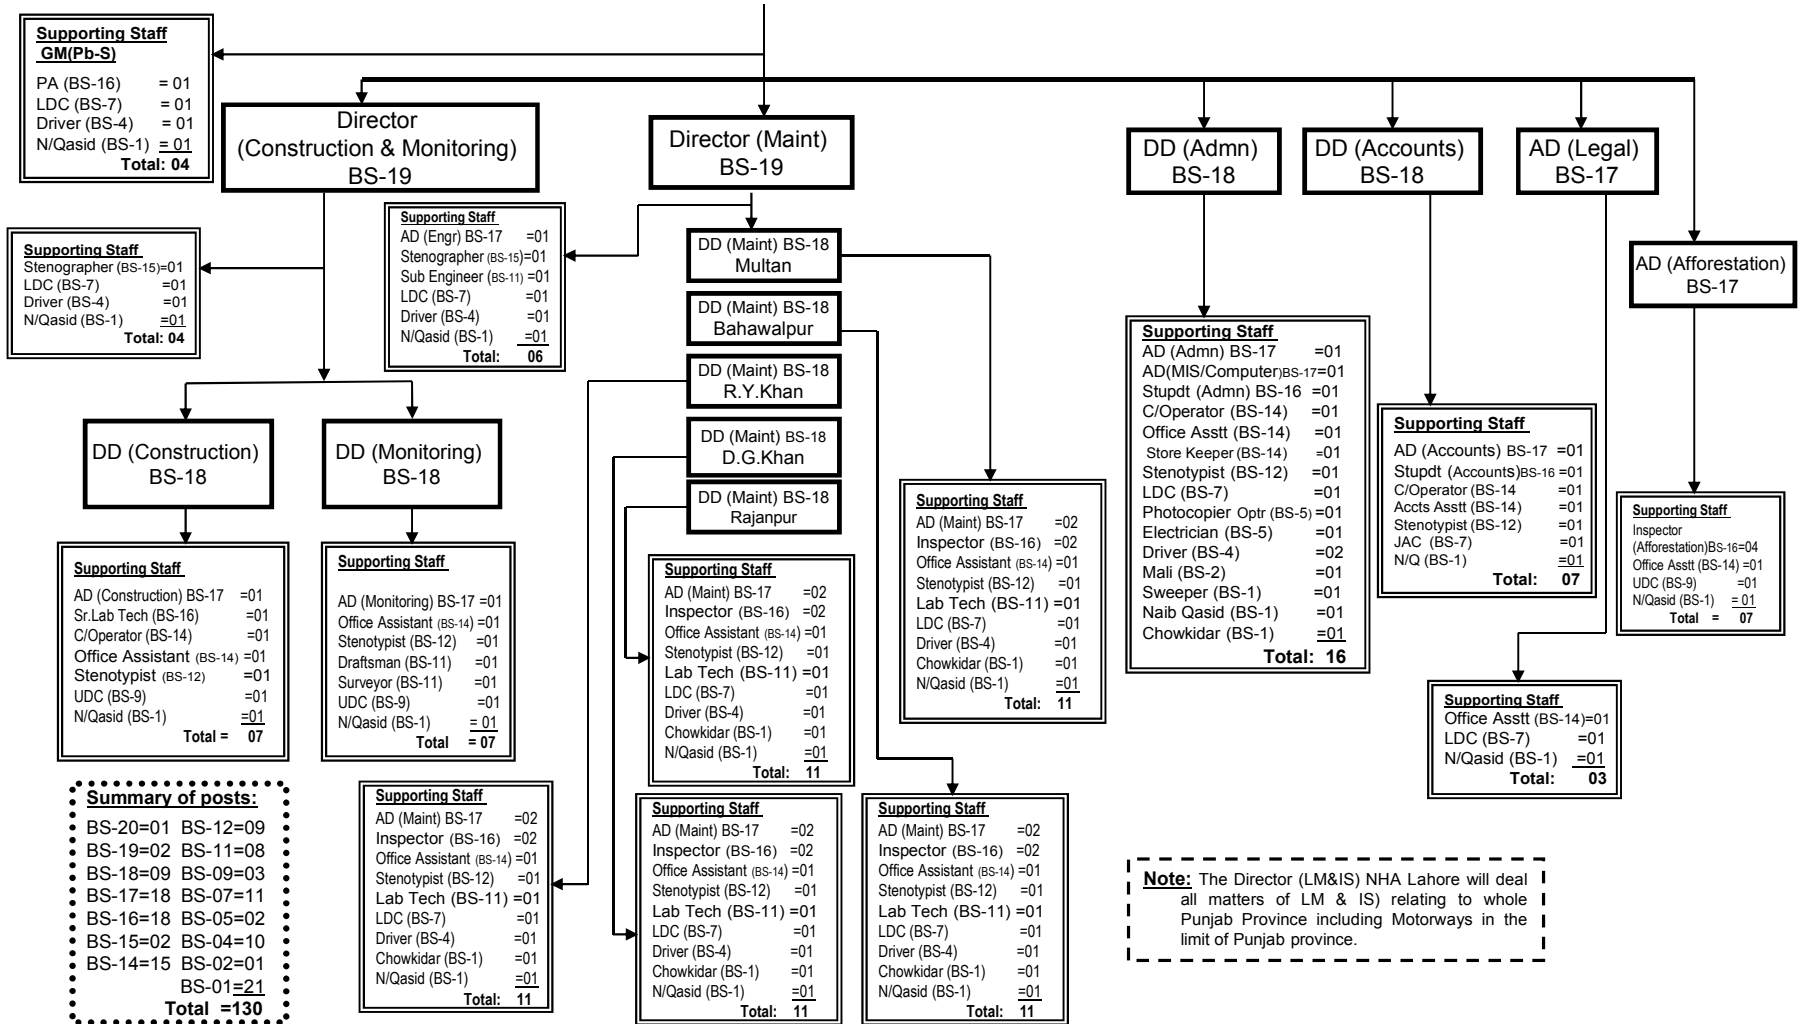 Supporting Staff
GM(Pb-S)
PA (BS-16) = 01
LDC (BS-7) = 01
Driver (BS-4) = 01
N/Qasid (BS-1) = 01
Total: 04
Director
(Construction & Monitoring)
BS-19
Director (Maint)
BS-19
DD (Admn)
BS-18
DD (Accounts)
BS-18
AD (Legal)
BS-17
AD (Afforestation)
BS-17
Supporting Staff
Stenographer (BS-15)=01
LDC (BS-7) =01
Driver (BS-4) =01
N/Qasid (BS-1) =01
Total: 04
Supporting Staff
AD (Engr) BS-17 =01
Stenographer (BS-15)=01
Sub Engineer (BS-11) =01
LDC (BS-7) =01
Driver (BS-4) =01
N/Qasid (BS-1) =01
Total: 06
DD (Maint) BS-18
Multan
DD (Maint) BS-18
Bahawalpur
DD (Maint) BS-18
R.Y.Khan
DD (Maint) BS-18
D.G.Khan
DD (Maint) BS-18
Rajanpur
DD (Construction)
BS-18
DD (Monitoring)
BS-18
Supporting Staff
AD (Construction) BS-17 =01
Sr.Lab Tech (BS-16) =01
C/Operator (BS-14) =01
Office Assistant (BS-14) =01
Stenotypist (BS-12) =01
UDC (BS-9) =01
N/Qasid (BS-1) =01
Total = 07
Supporting Staff
AD (Monitoring) BS-17 =01
Office Assistant (BS-14) =01
Stenotypist (BS-12) =01
Draftsman (BS-11) =01
Surveyor (BS-11) =01
UDC (BS-9) =01
N/Qasid (BS-1) = 01
Total = 07
Supporting Staff
AD (Maint) BS-17 =02
Inspector (BS-16) =02
Office Assistant (BS-14) =01
Stenotypist (BS-12) =01
Lab Tech (BS-11) =01
LDC (BS-7) =01
Driver (BS-4) =01
Chowkidar (BS-1) =01
N/Qasid (BS-1) =01
Total: 11
Supporting Staff
AD (Maint) BS-17 =02
Inspector (BS-16) =02
Office Assistant (BS-14) =01
Stenotypist (BS-12) =01
Lab Tech (BS-11) =01
LDC (BS-7) =01
Driver (BS-4) =01
Chowkidar (BS-1) =01
N/Qasid (BS-1) =01
Total: 11
Supporting Staff
AD (Admn) BS-17 =01
AD(MIS/Computer)BS-17=01
Stupdt (Admn) BS-16 =01
C/Operator (BS-14) =01
Office Asstt (BS-14) =01
Store Keeper (BS-14) =01
Stenotypist (BS-12) =01
LDC (BS-7) =01
Photocopier Optr (BS-5) =01
Electrician (BS-5) =01
Driver (BS-4) =02
Mali (BS-2) =01
Sweeper (BS-1) =01
Naib Qasid (BS-1) =01
Chowkidar (BS-1) =01
Total: 16
Supporting Staff
AD (Accounts) BS-17 =01
Stupdt (Accounts)BS-16 =01
C/Operator (BS-14 =01
Accts Asstt (BS-14) =01
Stenotypist (BS-12) =01
JAC (BS-7) =01
N/Q (BS-1) =01
Total: 07
Supporting Staff
Inspector
(Afforestation)BS-16=04
Office Asstt (BS-14) =01
UDC (BS-9) =01
N/Qasid (BS-1) = 01
Total = 07
Supporting Staff
Office Asstt (BS-14)=01
LDC (BS-7) =01
N/Qasid (BS-1) =01
Total: 03
Summary of posts:
BS-20=01 BS-12=09
BS-19=02 BS-11=08
BS-18=09 BS-09=03
BS-17=18 BS-07=11
BS-16=18 BS-05=02
BS-15=02 BS-04=10
BS-14=15 BS-02=01
BS-01=21
Total =130
Supporting Staff
AD (Maint) BS-17 =02
Inspector (BS-16) =02
Office Assistant (BS-14) =01
Stenotypist (BS-12) =01
Lab Tech (BS-11) =01
LDC (BS-7) =01
Driver (BS-4) =01
Chowkidar (BS-1) =01
N/Qasid (BS-1) =01
Total: 11
Supporting Staff
AD (Maint) BS-17 =02
Inspector (BS-16) =02
Office Assistant (BS-14) =01
Stenotypist (BS-12) =01
Lab Tech (BS-11) =01
LDC (BS-7) =01
Driver (BS-4) =01
Chowkidar (BS-1) =01
N/Qasid (BS-1) =01
Total: 11
Supporting Staff
AD (Maint) BS-17 =02
Inspector (BS-16) =02
Office Assistant (BS-14) =01
Stenotypist (BS-12) =01
Lab Tech (BS-11) =01
LDC (BS-7) =01
Driver (BS-4) =01
Chowkidar (BS-1) =01
N/Qasid (BS-1) =01
Total: 11
Note: The Director (LM&IS) NHA Lahore will deal
all matters of LM & IS) relating to whole
Punjab Province including Motorways in the
limit of Punjab province.